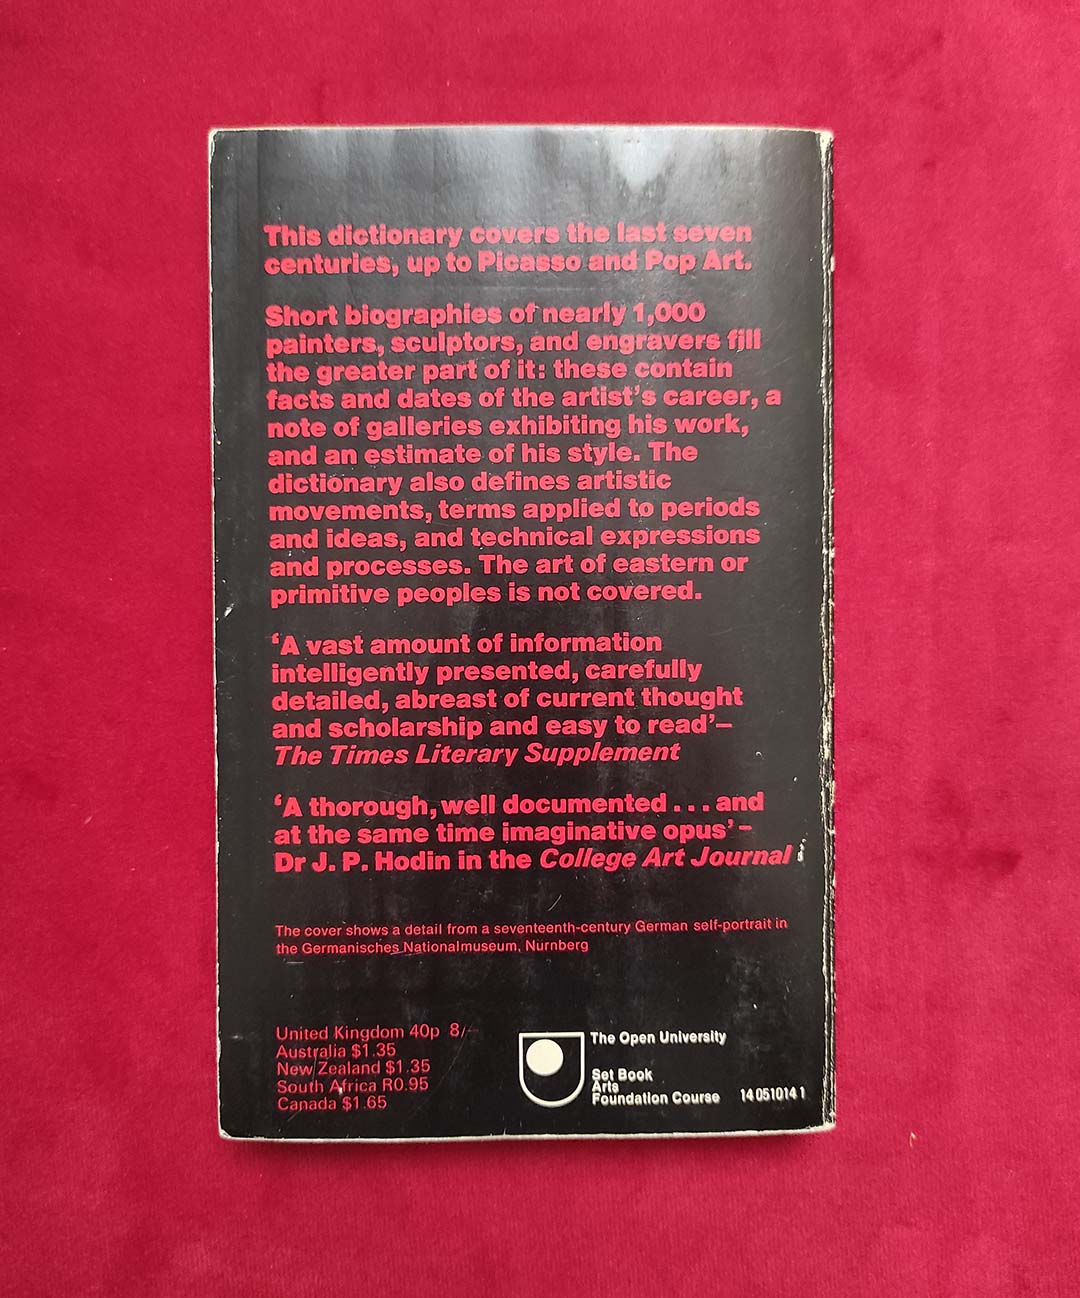 This dictionary covers the last seven
centuries, up to Picasso and Pop Art.
Short biographies of nearly 1,000
painters, sculptors, and engravers fill
the greater part of it: these contain
facts and dates of the artist's career, a
note of galleries exhibiting his work,
and an estimate of his style. The
dictionary also defines artistic
movements, terms applied to periods
and ideas, and technical expressions
and processes. The art of eastern or
primitive peoples is not covered.
‘A vast amount of information
intelligently presented, carefully
detailed, abreast of current thought
and scholarship and easy to read’–
The Times Literary Supplement
‘A thorough, well documented . . . and
at the same time imaginative opus’ –
Dr J. P. Hodin in the College Art Journal
The cover shows a detail from a seventeenth-century German self-portrait in
the Germanisches Nationalmuseum, Nurnberg
United Kingdom 40p 8/–
Australia $1.35
New Zealand $1.35
South Africa R0.95
Canada $1.65
The Open University
Set Book
Arts
Foundation Course
14 051014 1